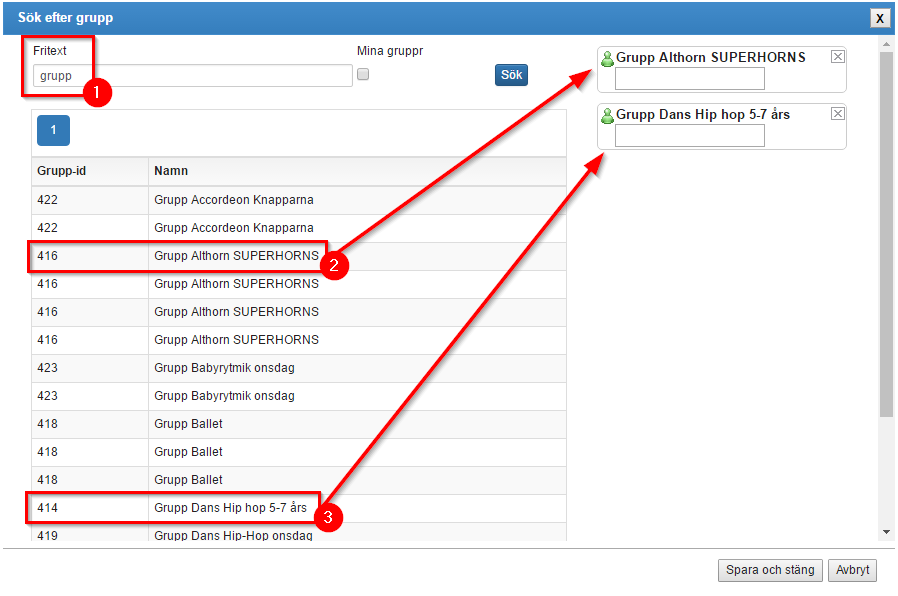 Sök efter grupp
X
Fritext
Mina gruppr
grupp
Sök
1
1
Grupp-id Namn
422 Grupp Accordeon Knapparna
422 Grupp Accordeon Knapparna
416 Grupp Althorn SUPERHORNS
2
416 Grupp Althorn SUPERHORNS
416 Grupp Althorn SUPERHORNS
416 Grupp Althorn SUPERHORNS
423 Grupp Babyrytmik onsdag
423 Grupp Babyrytmik onsdag
418 Grupp Ballet
418 Grupp Ballet
418 Grupp Ballet
414 Grupp Dans Hip hop 5-7 års
3
419 Grupp Dans Hip-Hop onsdag
Grupp Althorn SUPERHORNS
Grupp Dans Hip hop 5-7 års
Spara och stäng
Avbryt